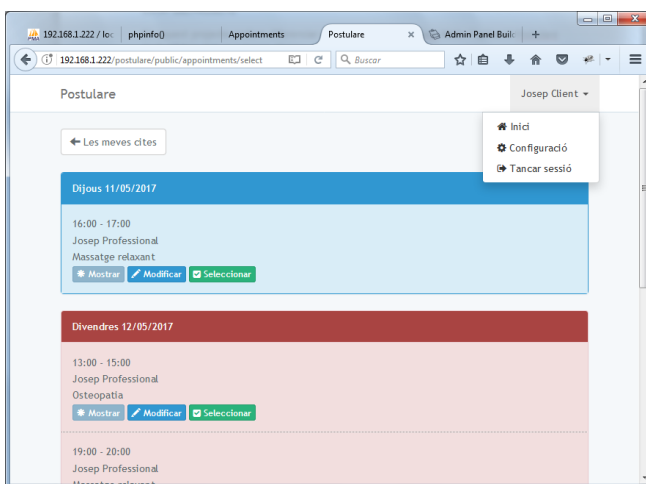 192.168.1.222 / loc
phpinfo()
Appointments
Postulare
Admin Panel Builc
192.168.1.222/postulare/public/appointments/select
Buscar
Postulare
Josep Client
Inici
Configuració
Tancar sessió
Les meves cites
Dijous 11/05/2017
16:00 - 17:00
Josep Professional
Massatge relaxant
Mostrar Modificar Seleccionar
Divendres 12/05/2017
13:00 - 15:00
Josep Professional
Osteopatia
Mostrar Modificar Seleccionar
19:00 - 20:00
Josep Professional
Massatge relaxant